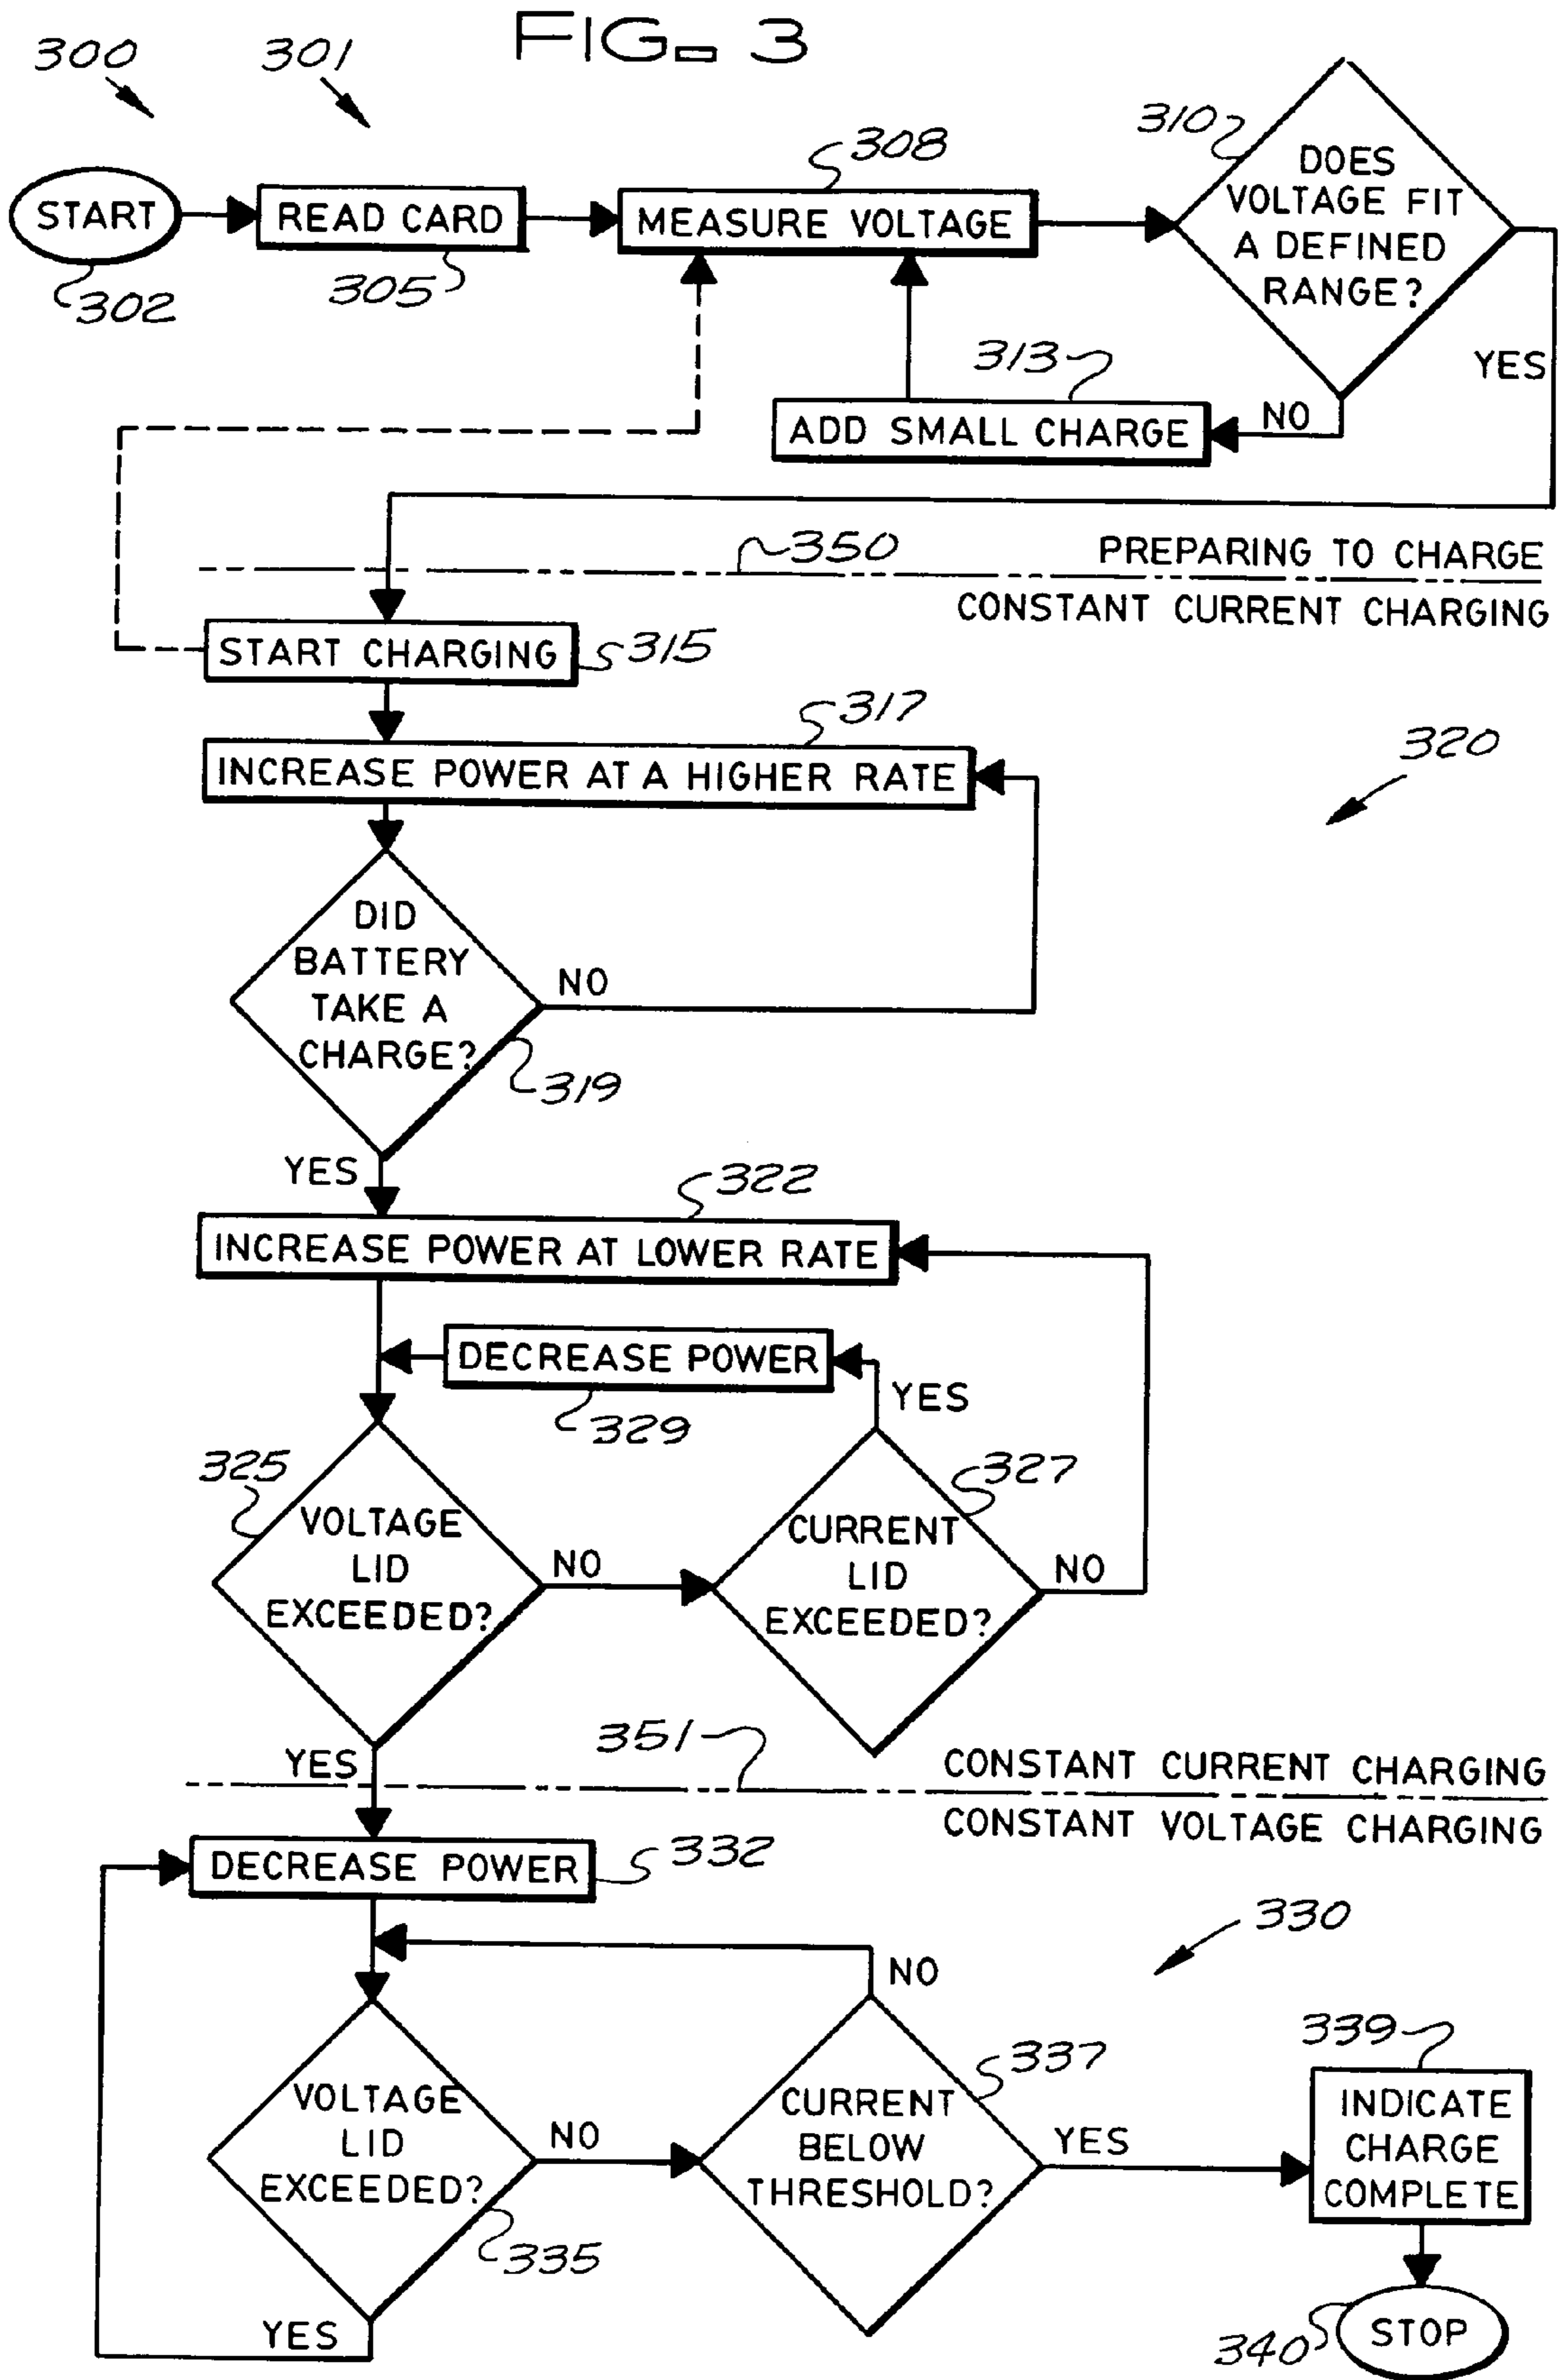 FIG. 3
300
301
START
302
READ CARD
305
MEASURE VOLTAGE
308
310
DOES
VOLTAGE FIT
A DEFINED
RANGE?
YES
NO
313
ADD SMALL CHARGE
350
PREPARING TO CHARGE
CONSTANT CURRENT CHARGING
START CHARGING
315
317
INCREASE POWER AT A HIGHER RATE
320
DID
BATTERY
TAKE A
CHARGE?
NO
319
YES
322
INCREASE POWER AT LOWER RATE
DECREASE POWER
329
YES
325
VOLTAGE
LID
EXCEEDED?
NO
327
CURRENT
LID
EXCEEDED?
NO
YES
351
CONSTANT CURRENT CHARGING
CONSTANT VOLTAGE CHARGING
DECREASE POWER
332
330
NO
VOLTAGE
LID
EXCEEDED?
335
NO
337
CURRENT
BELOW
THRESHOLD?
YES
339
INDICATE
CHARGE
COMPLETE
YES
340
STOP